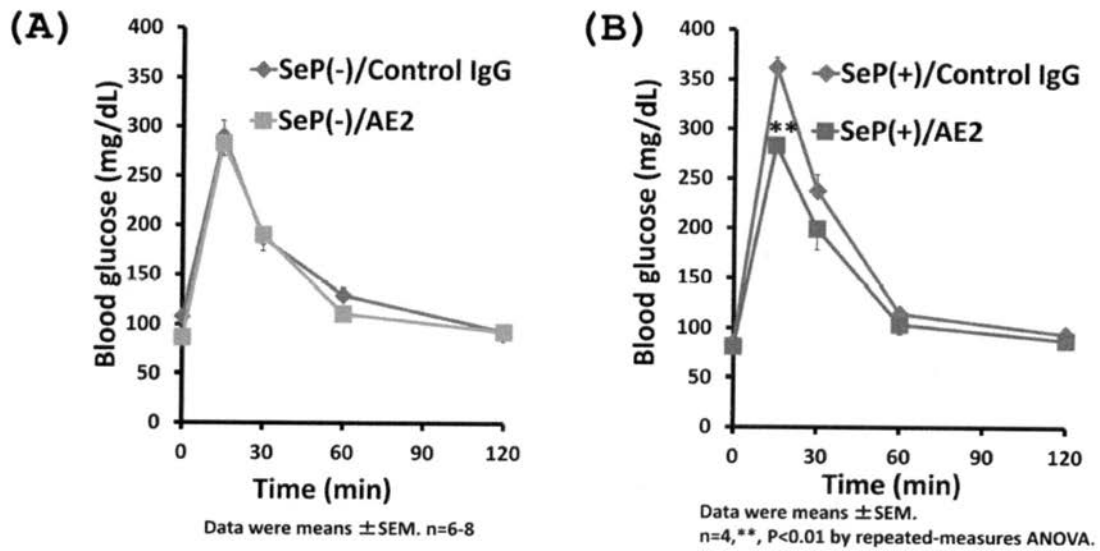 (A)
400
350
300
250
200
150
100
50
0
Blood glucose (mg/dL)
SeP(-)/Control IgG
SeP(-)/AE2
0 30 60 90 120
Time (min)
Data were means ±SEM. n=6-8
(B)
400
350
300
250
200
150
100
50
0
Blood glucose (mg/dL)
SeP(+)/Control IgG
**
SeP(+)/AE2
0 30 60 90 120
Time (min)
Data were means ±SEM.
n=4,**, P<0.01 by repeated-measures ANOVA.